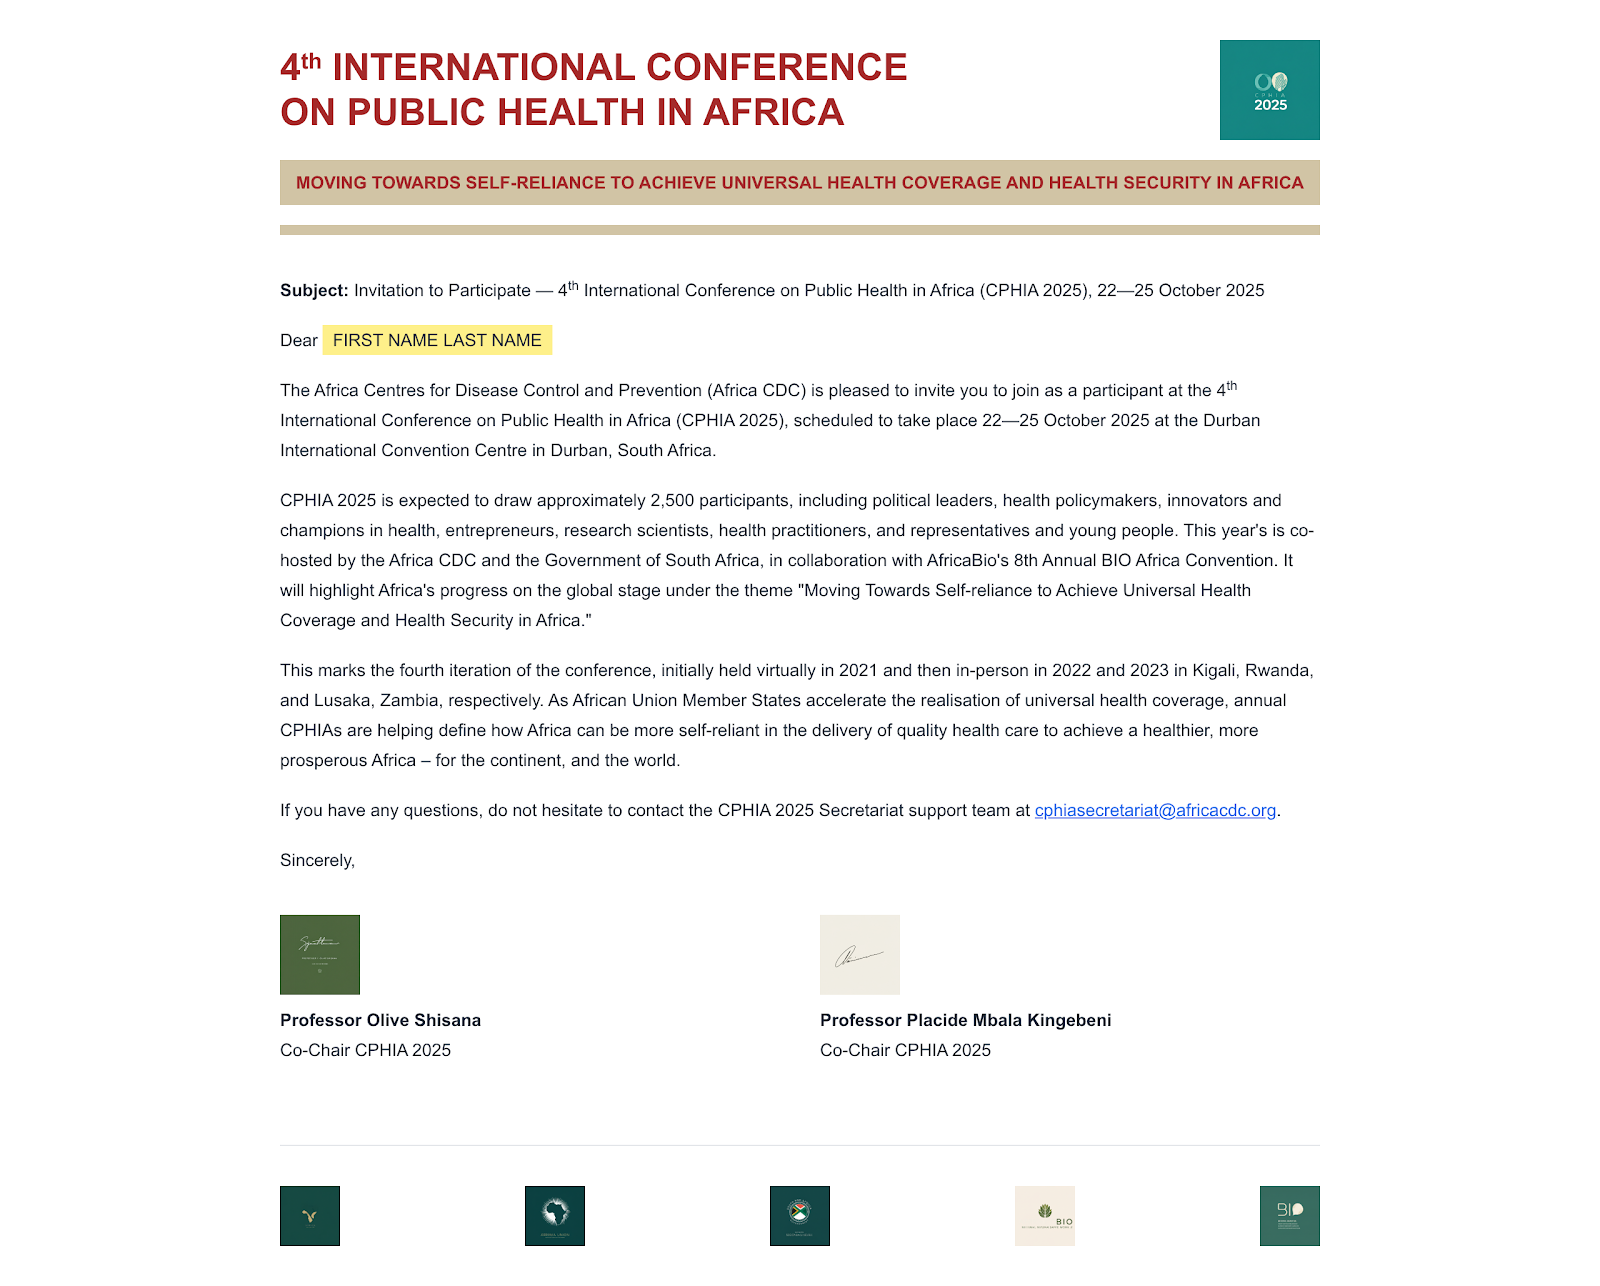 4th INTERNATIONAL CONFERENCE
ON PUBLIC HEALTH IN AFRICA
CPHIA
2025
MOVING TOWARDS SELF-RELIANCE TO ACHIEVE UNIVERSAL HEALTH COVERAGE AND HEALTH SECURITY IN AFRICA
Subject: Invitation to Participate — 4th International Conference on Public Health in Africa (CPHIA 2025), 22—25 October 2025
Dear FIRST NAME LAST NAME
The Africa Centres for Disease Control and Prevention (Africa CDC) is pleased to invite you to join as a participant at the 4th
International Conference on Public Health in Africa (CPHIA 2025), scheduled to take place 22—25 October 2025 at the Durban
International Convention Centre in Durban, South Africa.
CPHIA 2025 is expected to draw approximately 2,500 participants, including political leaders, health policymakers, innovators and
champions in health, entrepreneurs, research scientists, health practitioners, and representatives and young people. This year's is co-
hosted by the Africa CDC and the Government of South Africa, in collaboration with AfricaBio's 8th Annual BIO Africa Convention. It
will highlight Africa's progress on the global stage under the theme "Moving Towards Self-reliance to Achieve Universal Health
Coverage and Health Security in Africa."
This marks the fourth iteration of the conference, initially held virtually in 2021 and then in-person in 2022 and 2023 in Kigali, Rwanda,
and Lusaka, Zambia, respectively. As African Union Member States accelerate the realisation of universal health coverage, annual
CPHIAs are helping define how Africa can be more self-reliant in the delivery of quality health care to achieve a healthier, more
prosperous Africa – for the continent, and the world.
If you have any questions, do not hesitate to contact the CPHIA 2025 Secretariat support team at cphiasecretariat@africacdc.org.
Sincerely,
Professor Olive Shisana
Co-Chair CPHIA 2025
Professor Placide Mbala Kingebeni
Co-Chair CPHIA 2025
BIO
BIO